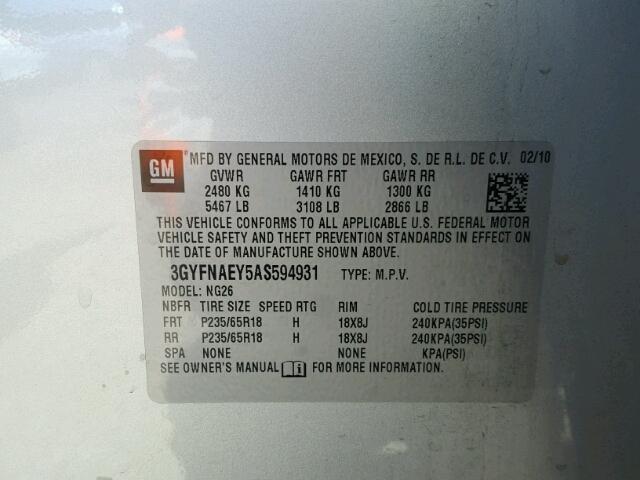 GM ®MFD BY GENERAL MOTORS DE MEXICO, S. DE R.L. DE C.V. 02/10
GVWR GAWR FRT GAWR RR
2480 KG 1410 KG 1300 KG
5467 LB 3108 LB 2866 LB
THIS VEHICLE CONFORMS TO ALL APPLICABLE U.S. FEDERAL MOTOR
VEHICLE SAFETY AND THEFT PREVENTION STANDARDS IN EFFECT ON
THE DATE OF MANUFACTURE SHOWN ABOVE.
3GYFNAEY5AS594931 TYPE: M.P.V.
MODEL: NG26
NBFR TIRE SIZE SPEED RTG RIM COLD TIRE PRESSURE
FRT P235/65R18 H 18X8J 240KPA(35PSI)
RR P235/65R18 H 18X8J 240KPA(35PSI)
SPA NONE NONE KPA(PSI)
SEE OWNER'S MANUAL FOR MORE INFORMATION.